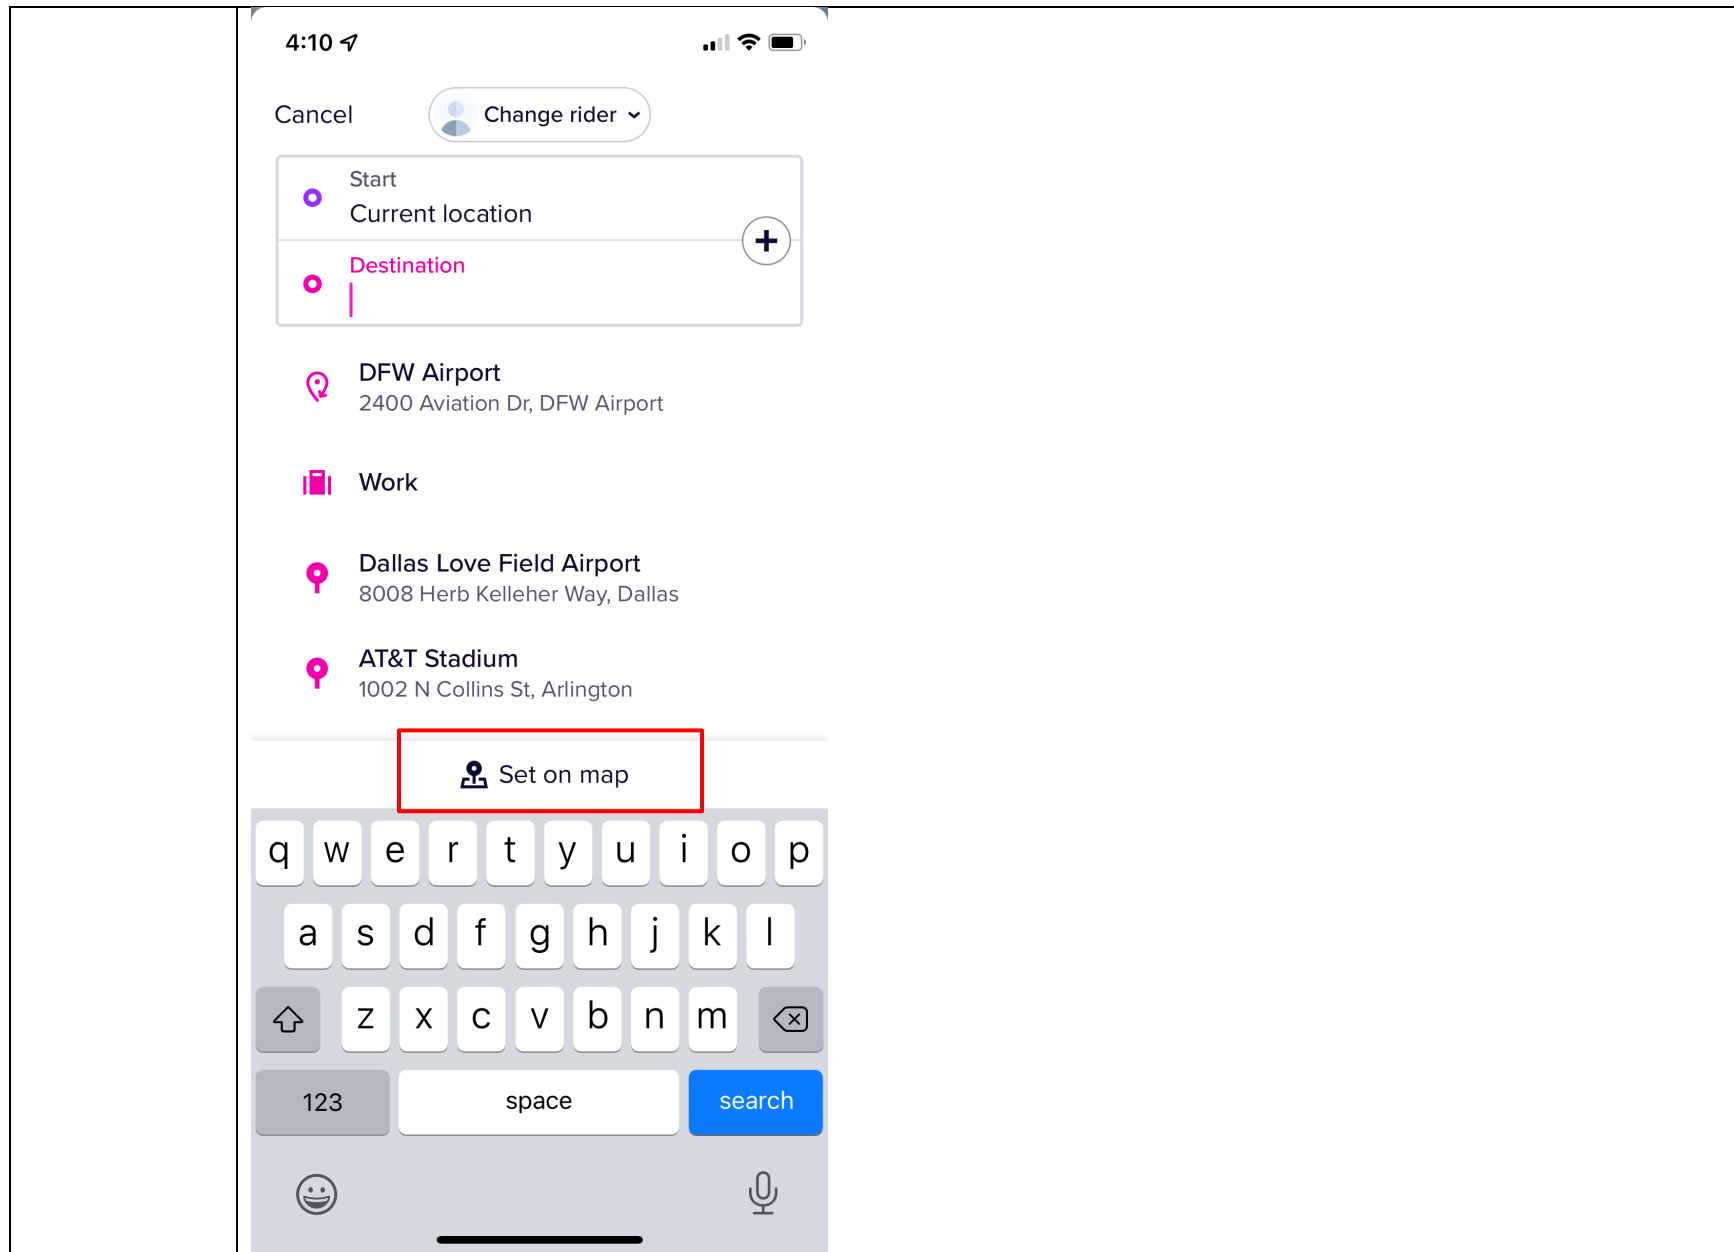 4:10
Cancel
Change rider
Start
Current location
Destination
DFW Airport
2400 Aviation Dr, DFW Airport
Work
Dallas Love Field Airport
8008 Herb Kelleher Way, Dallas
AT&T Stadium
1002 N Collins St, Arlington
Set on map
q w e r t y u i o p
a s d f g h j k l
z x c v b n m
123 space search